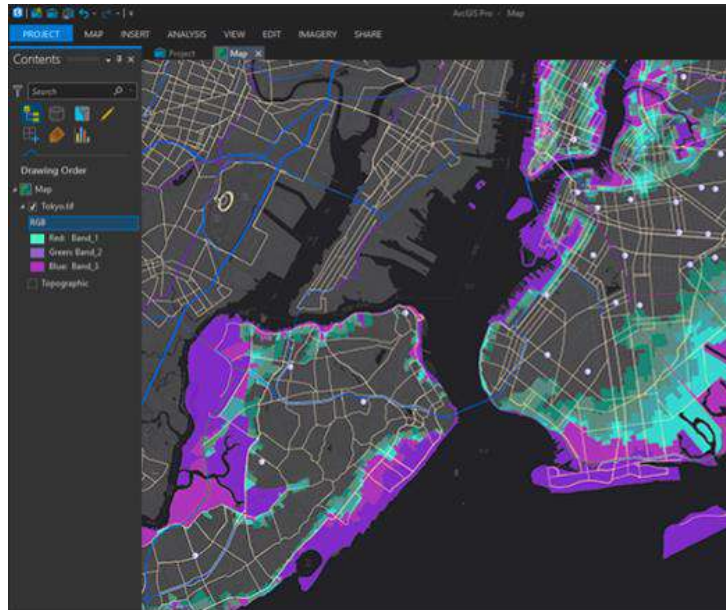 ArcGIS Pro - Map
PROJECT MAP INSERT ANALYSIS VIEW EDIT IMAGERY SHARE
Contents
Project
Map
Search
Drawing Order
Map
Tokyo.tif
RGB
Red: Band_1
Green: Band_2
Blue: Band_3
Topographic